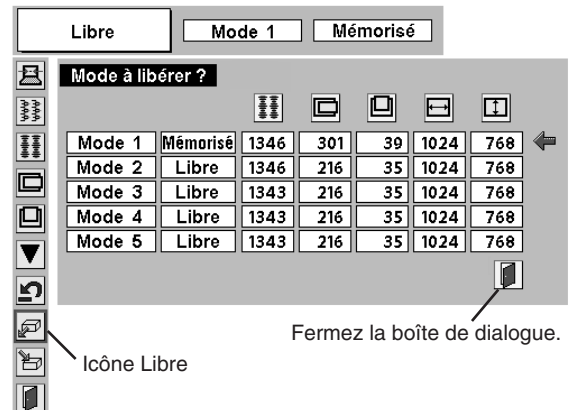 Libre Mode 1 Mémorisé
Mode à libérer ?
Mode 1 Mémorisé 1346 301 39 1024 768
Mode 2 Libre 1346 216 35 1024 768
Mode 3 Libre 1343 216 35 1024 768
Mode 4 Libre 1343 216 35 1024 768
Mode 5 Libre 1343 216 35 1024 768
Fermez la boîte de dialogue.
Icône Libre